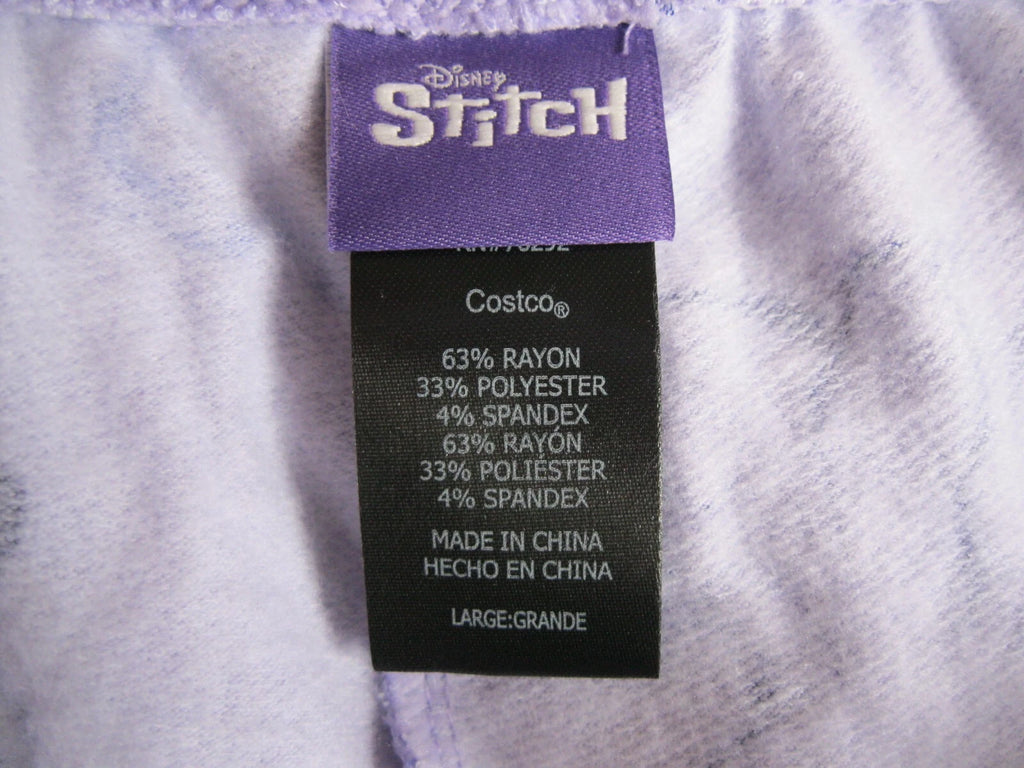 Disney
Stitch
Costco®
63% RAYON
33% POLYESTER
4% SPANDEX
63% RAYÓN
33% POLIÉSTER
4% SPANDEX
MADE IN CHINA
HECHO EN CHINA
LARGE:GRANDE